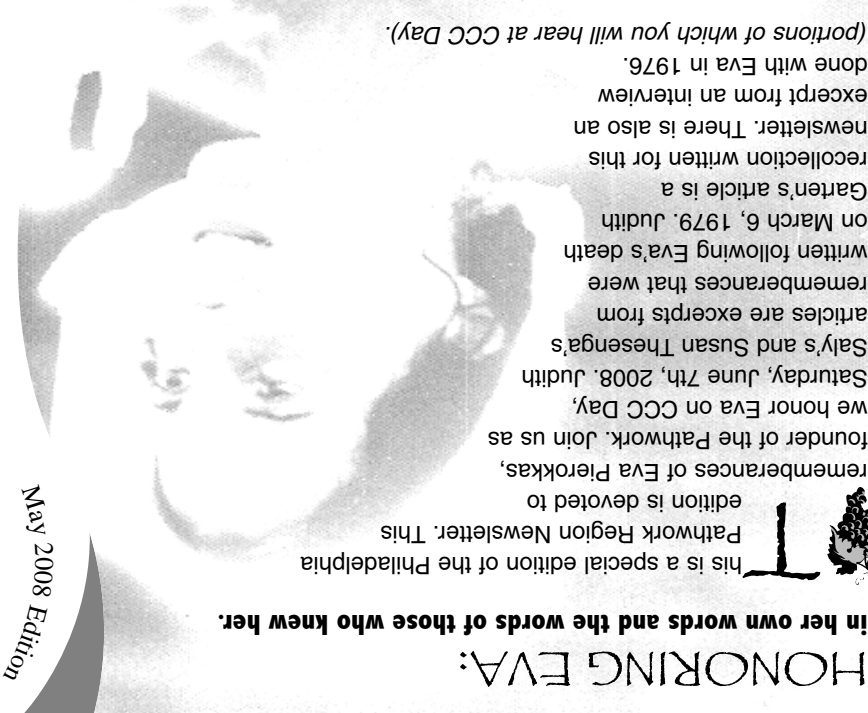 HONORING EVA:
in her own words and the words of those who knew her.
This is a special edition of the Philadelphia
Pathwork Region Newsletter. This
edition is devoted to
rememberances of Eva Pierokkas,
founder of the Pathwork. Join us as
we honor Eva on CCC Day,
Saturday, June 7th, 2008. Judith
Saly's and Susan Thesenga's
articles are excerpts from
rememberances that were
written following Eva's death
on March 6, 1979. Judith
Garten's article is a
recollection written for this
newsletter. There is also an
excerpt from an interview
done with Eva in 1976.
(portions of which you will hear at CCC Day).
May 2008 Edition